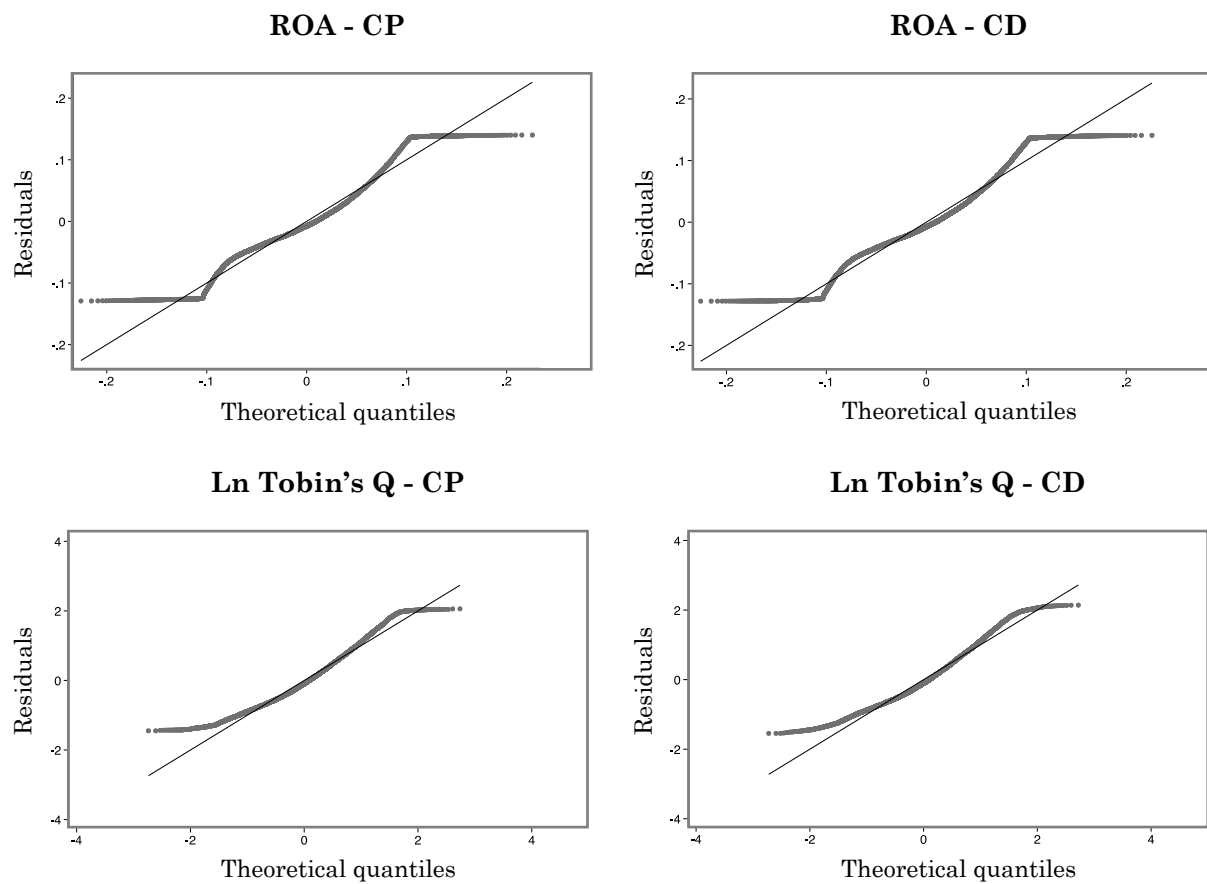 ROA - CP
.2
.1
0
-.1
-.2
Residuals
-.2 -.1 0 .1 .2
Theoretical quantiles
ROA - CD
.2
.1
0
-.1
-.2
Residuals
-.2 -.1 0 .1 .2
Theoretical quantiles
Ln Tobin's Q - CP
4
2
0
-2
-4
Residuals
-4 -2 0 2 4
Theoretical quantiles
Ln Tobin's Q - CD
4
2
0
-2
-4
Residuals
-4 -2 0 2 4
Theoretical quantiles